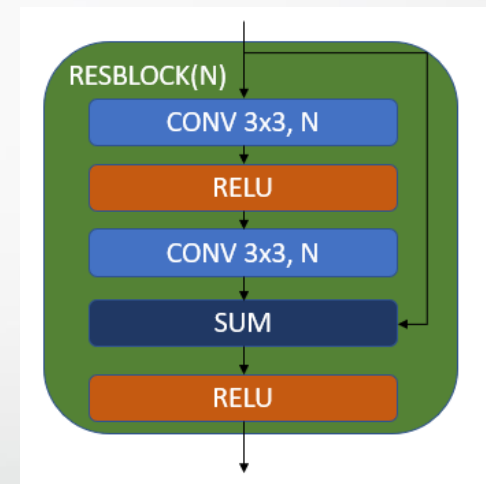 RESBLOCK(N)
CONV 3x3, N
RELU
CONV 3x3, N
SUM
RELU